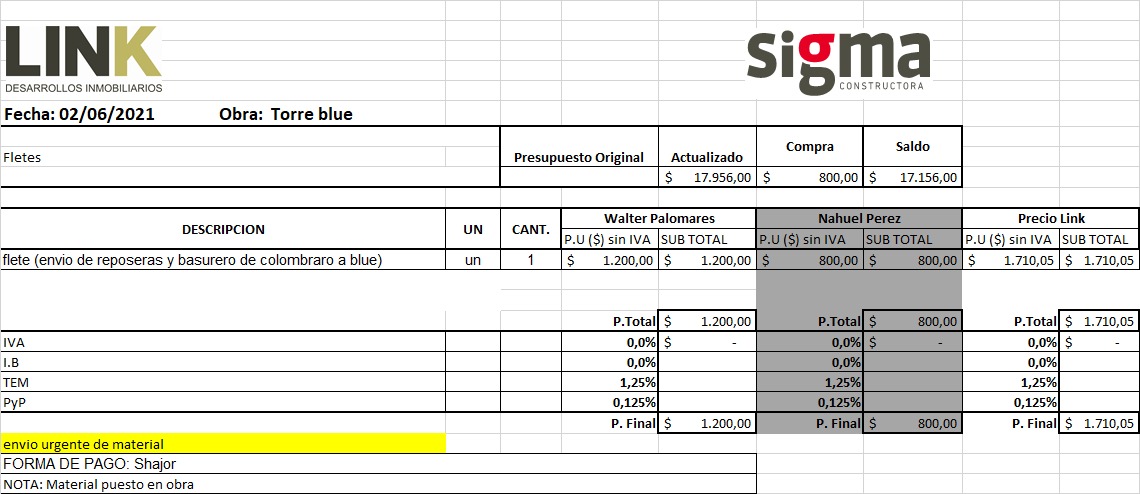 LINK
DESARROLLOS INMOBILIARIOS
sigma
CONSTRUCTORA
Fecha: 02/06/2021 Obra: Torre blue
Fletes Presupuesto Original Actualizado Compra Saldo
$ 17.956,00 $ 800,00 $ 17.156,00
DESCRIPCION UN CANT. Walter Palomares Nahuel Perez Precio Link
P.U ($) sin IVA SUB TOTAL P.U ($) sin IVA SUB TOTAL P.U ($) sin IVA SUB TOTAL
flete (envio de reposeras y basurero de colombraro a blue) un 1 $ 1.200,00 $ 1.200,00 $ 800,00 $ 800,00 $ 1.710,05 $ 1.710,05
P.Total $ 1.200,00 P.Total $ 800,00 P.Total $ 1.710,05
IVA 0,0% $ - 0,0% $ - 0,0% $ -
I.B 0,0% 0,0% 0,0%
TEM 1,25% 1,25% 1,25%
PyP 0,125% 0,125% 0,125%
P. Final $ 1.200,00 P. Final $ 800,00 P. Final $ 1.710,05
envio urgente de material
FORMA DE PAGO: Shajor
NOTA: Material puesto en obra